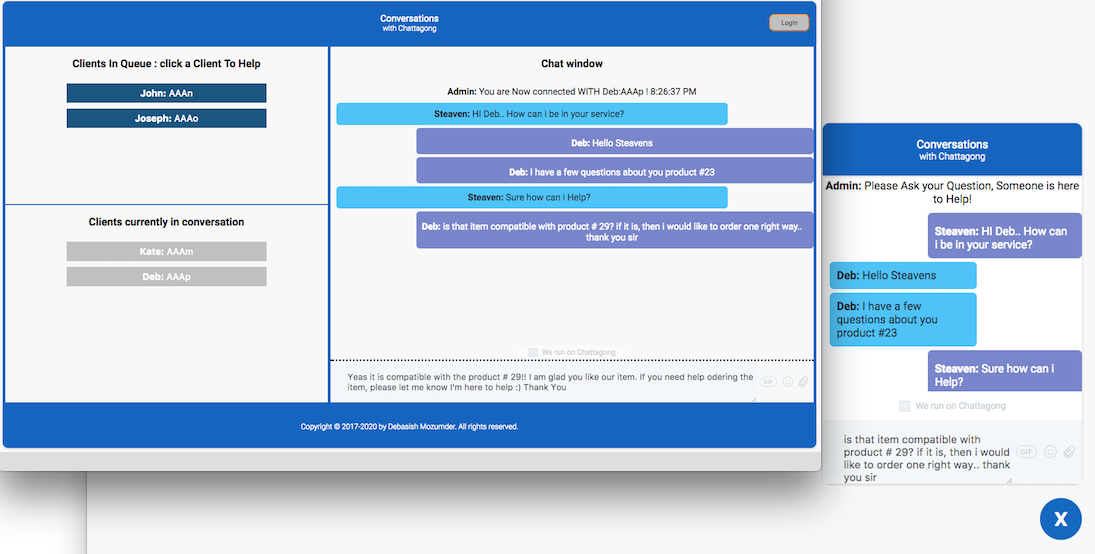 Conversations
with Chattagong
Login
Clients In Queue : click a Client To Help
John: AAAn
Joseph: AAAo
Clients currently in conversation
Kate: AAAm
Deb: AAAp
Chat window
Admin: You are Now connected WITH Deb:AAAp ! 8:26:37 PM
Steaven: HI Deb.. How can i be in your service?
Deb: Hello Steavens
Deb: I have a few questions about you product #23
Steaven: Sure how can i Help?
Deb: is that item compatible with product # 29? if it is, then i would like to order one right way..
thank you sir
We run on Chattagong
Yeas it is compatible with the product # 29!! I am glad you like our item. If you need help odering the
item, please let me know I'm here to help :) Thank You
GIF
Copyright © 2017-2020 by Debasish Mozumder. All rights reserved.
Conversations
with Chattagong
Admin: Please Ask your Question, Someone is here
to Help!
Steaven: HI Deb.. How can
i be in your service?
Deb: Hello Steavens
Deb: I have a few
questions about you
product #23
Steaven: Sure how can i
Help?
We run on Chattagong
is that item compatible with
product # 29? if it is, then i would
like to order one right way.. thank
you sir
GIF
X